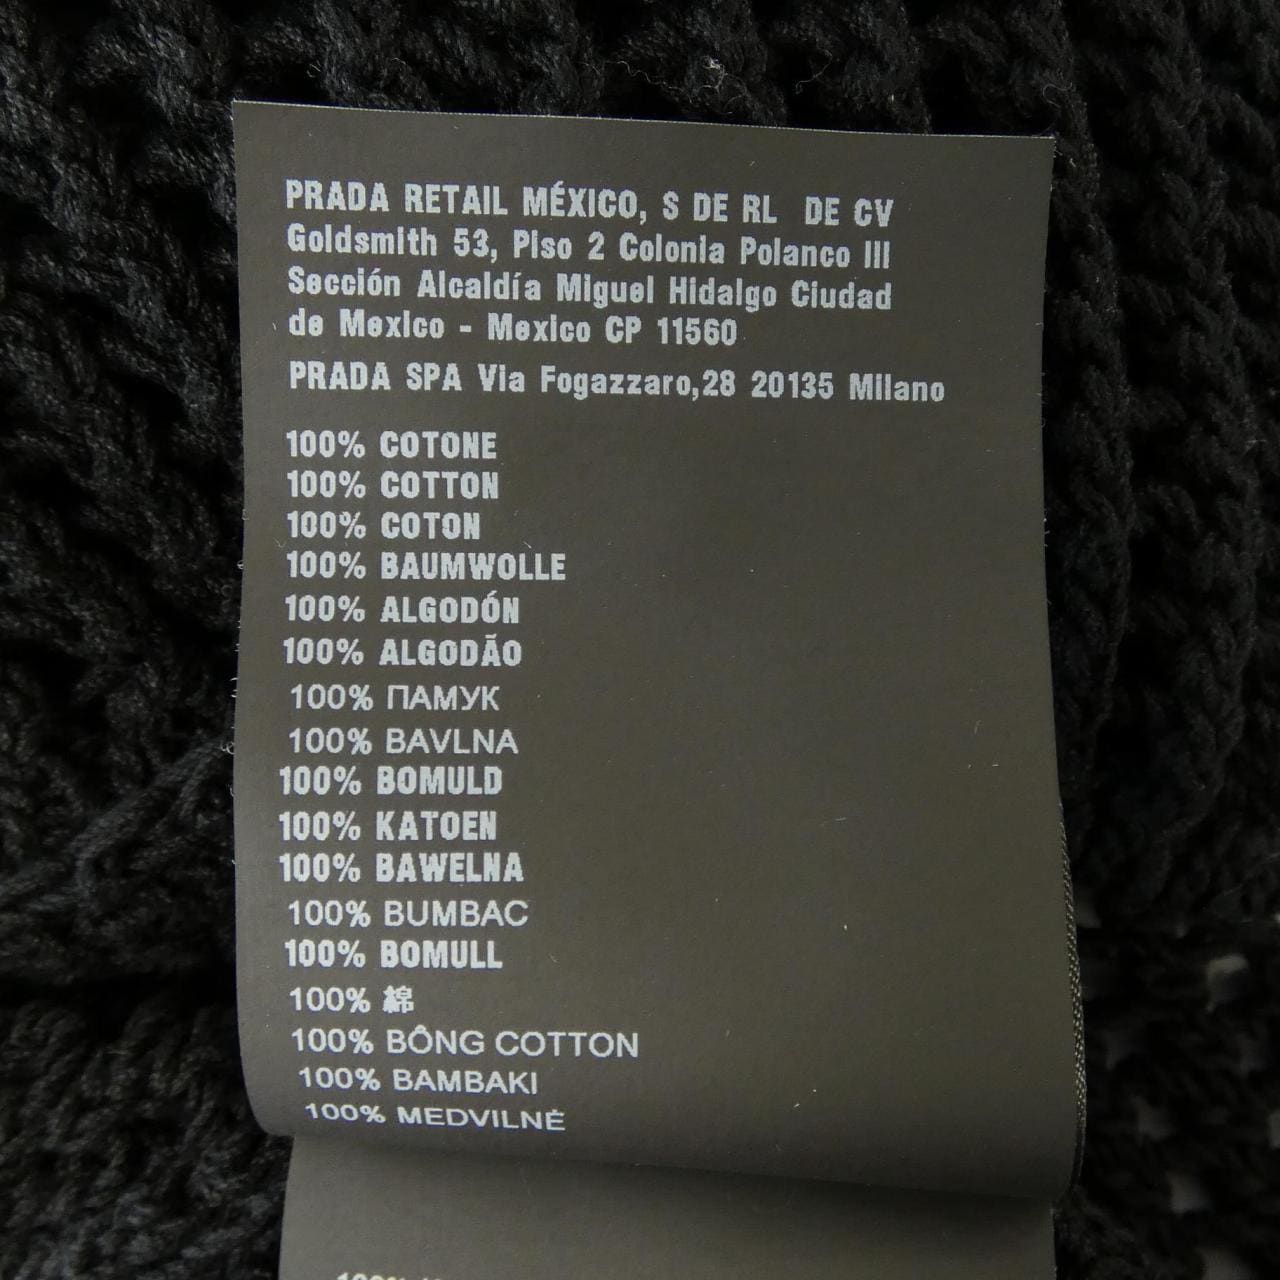 PRADA RETAIL MÉXICO, S DE RL DE CV
Goldsmith 53, Piso 2 Colonia Polanco III
Sección Alcaldía Miguel Hidalgo Ciudad
de Mexico - Mexico CP 11560
PRADA SPA Via Fogazzaro,28 20135 Milano
100% COTONE
100% COTTON
100% COTON
100% BAUMWOLLE
100% ALGODÓN
100% ALGODÃO
100% ПАМУК
100% BAVLNA
100% BOMULD
100% KATOEN
100% BAWELNA
100% BUMBAC
100% BOMULL
100% 綿
100% BÔNG COTTON
100% BAMBAKI
100% MEDVILNĖ